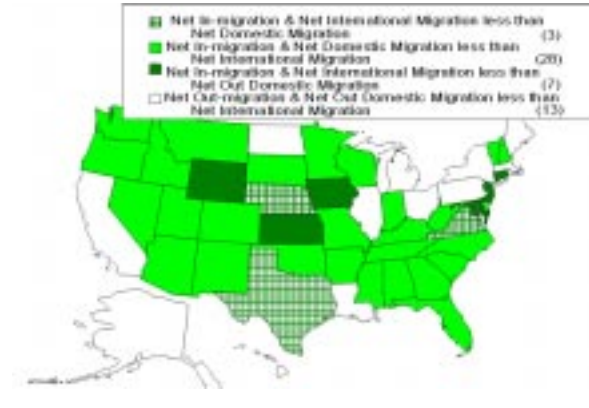 Net In-migration & Net International Migration less than
Net Domestic Migration (3)
Net In-migration & Net Domestic Migration less than
Net International Migration (28)
Net In-migration & Net International Migration less than
Net Out Domestic Migration (7)
Net Out-migration & Net Out Domestic Migration less than
Net International Migration (13)